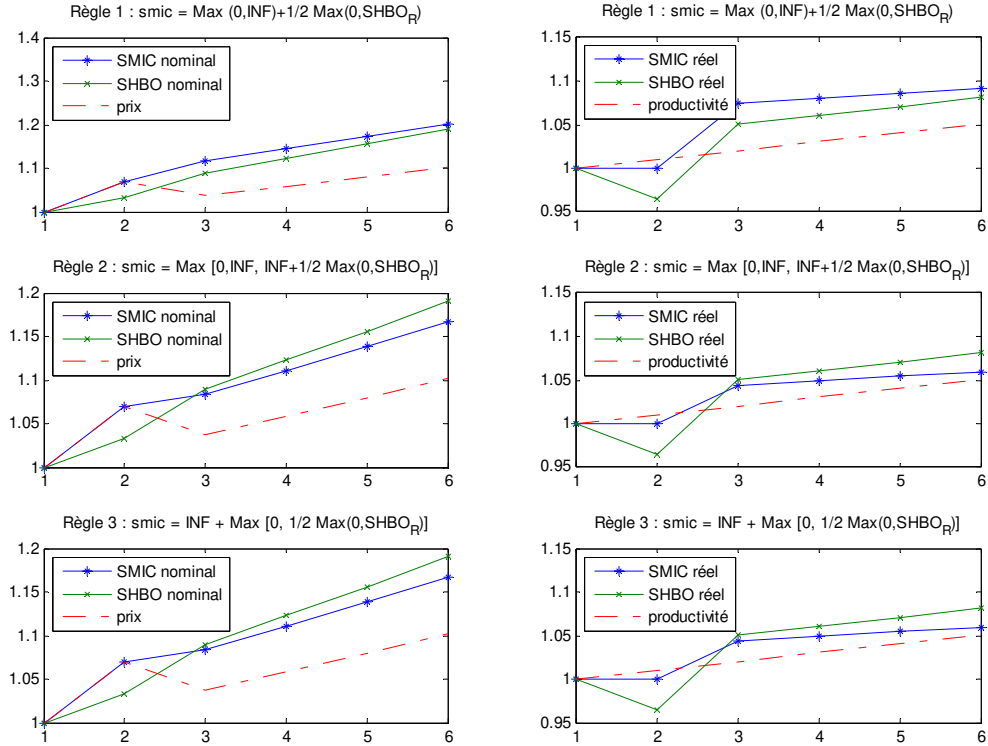 Règle 1 : smic = Max (0,INF)+1/2 Max(0,SHBO_R)
1.4
1.3
1.2
1.1
1
1 2 3 4 5 6
SMIC nominal
SHBO nominal
prix
Règle 1 : smic = Max (0,INF)+1/2 Max(0,SHBO_R)
1.15
1.1
1.05
1
0.95
1 2 3 4 5 6
SMIC réel
SHBO réel
productivité
Règle 2 : smic = Max [0,INF, INF+1/2 Max(0,SHBO_R)]
1.2
1.15
1.1
1.05
1
1 2 3 4 5 6
SMIC nominal
SHBO nominal
prix
Règle 2 : smic = Max [0,INF, INF+1/2 Max(0,SHBO_R)]
1.15
1.1
1.05
1
0.95
1 2 3 4 5 6
SMIC réel
SHBO réel
productivité
Règle 3 : smic = INF + Max [0, 1/2 Max(0,SHBO_R)]
1.2
1.15
1.1
1.05
1
1 2 3 4 5 6
SMIC nominal
SHBO nominal
prix
Règle 3 : smic = INF + Max [0, 1/2 Max(0,SHBO_R)]
1.15
1.1
1.05
1
0.95
1 2 3 4 5 6
SMIC réel
SHBO réel
productivité